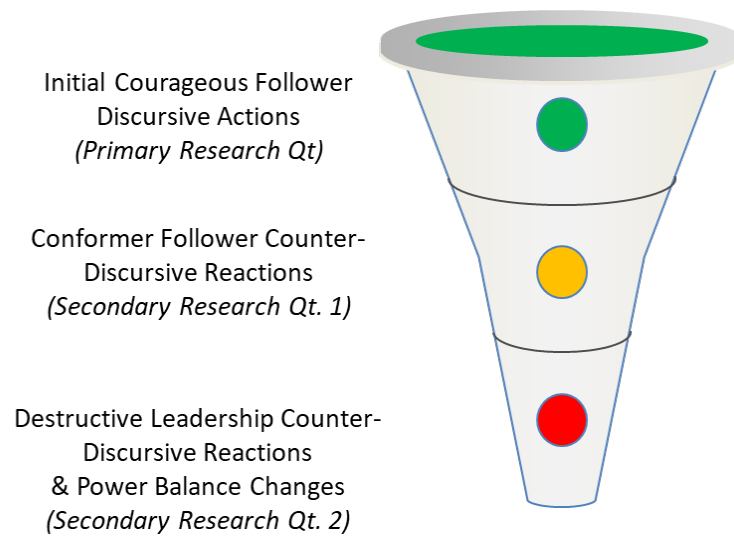 Initial Courageous Follower
Discursive Actions
(Primary Research Qt)
Conformer Follower Counter-
Discursive Reactions
(Secondary Research Qt. 1)
Destructive Leadership Counter-
Discursive Reactions
& Power Balance Changes
(Secondary Research Qt. 2)